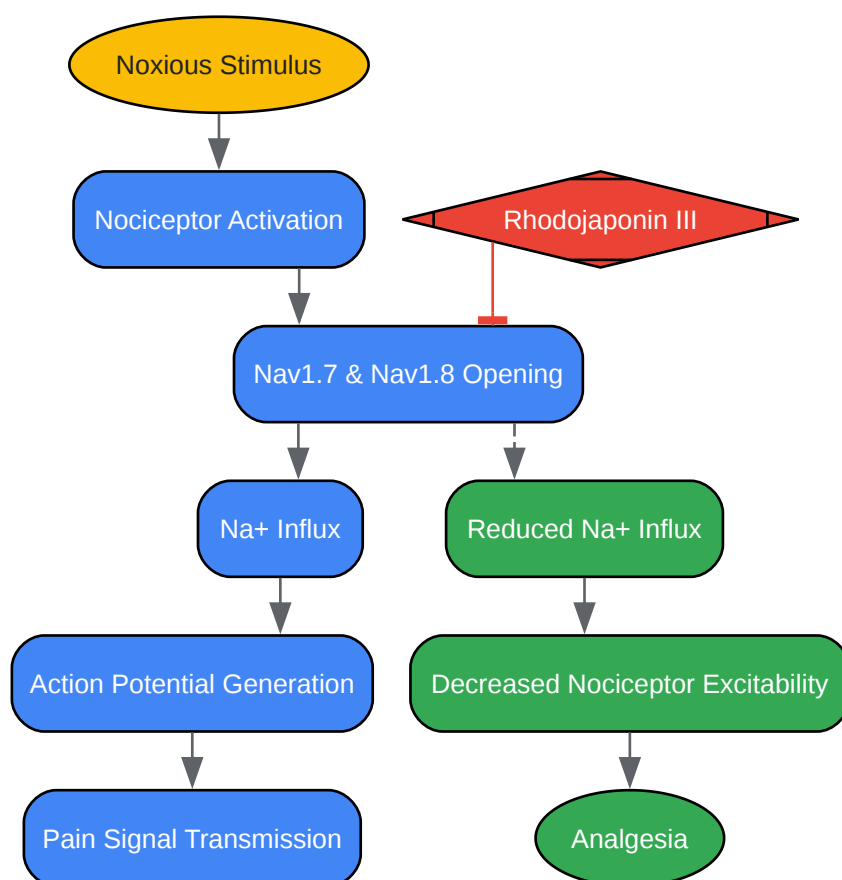 Noxious Stimulus
Nociceptor Activation
Rhodojaponin III
Nav1.7 & Nav1.8 Opening
Na+ Influx
Reduced Na+ Influx
Action Potential Generation
Decreased Nociceptor Excitability
Pain Signal Transmission
Analgesia